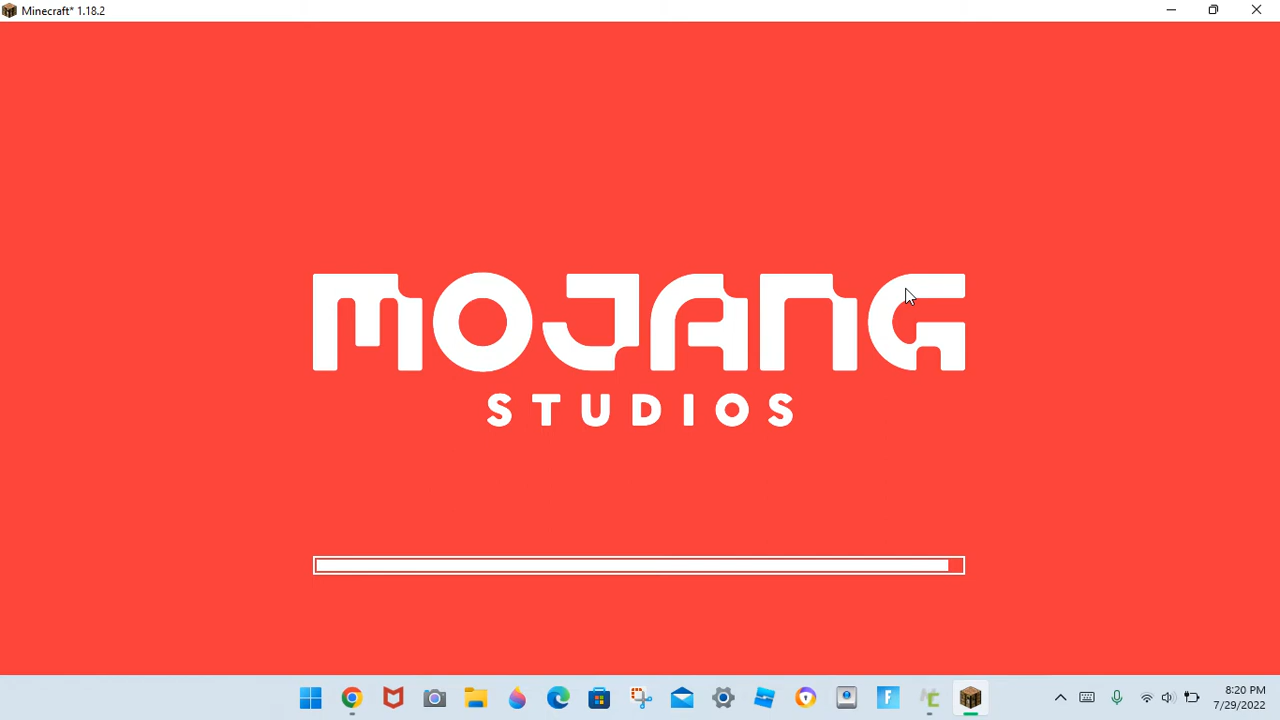 Minecraft* 1.18.2
MOJANG
STUDIOS
8:20 PM
7/29/2022